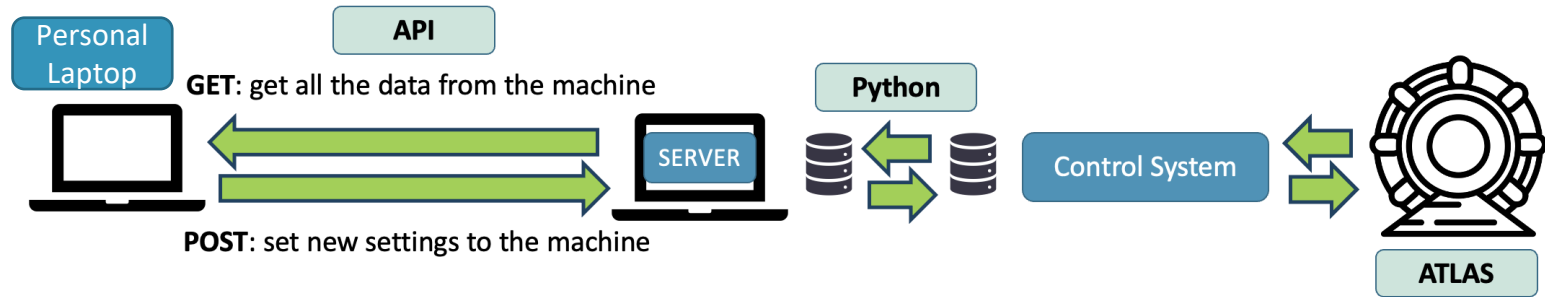 Personal
Laptop
API
GET: get all the data from the machine
Python
SERVER
Control System
POST: set new settings to the machine
ATLAS